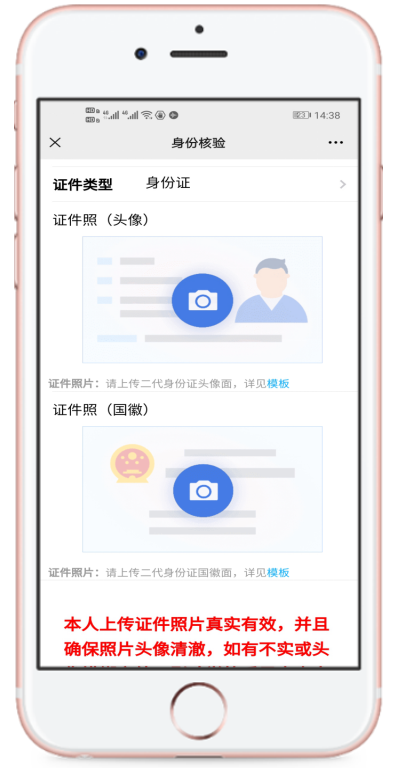 14:38
身份核验
证件类型 身份证
证件照（头像）
证件照片：请上传二代身份证头像面，详见模板
证件照（国徽）
证件照片：请上传二代身份证国徽面，详见模板
本人上传证件照片真实有效，并且
确保照片头像清澈，如有不实或头